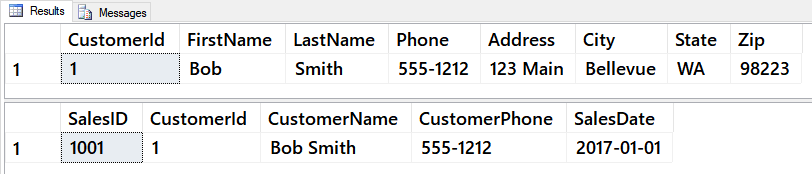 Results Messages
CustomerId FirstName LastName Phone Address City State Zip
1 1 Bob Smith 555-1212 123 Main Bellevue WA 98223
SalesID CustomerId CustomerName CustomerPhone SalesDate
1 1001 1 Bob Smith 555-1212 2017-01-01